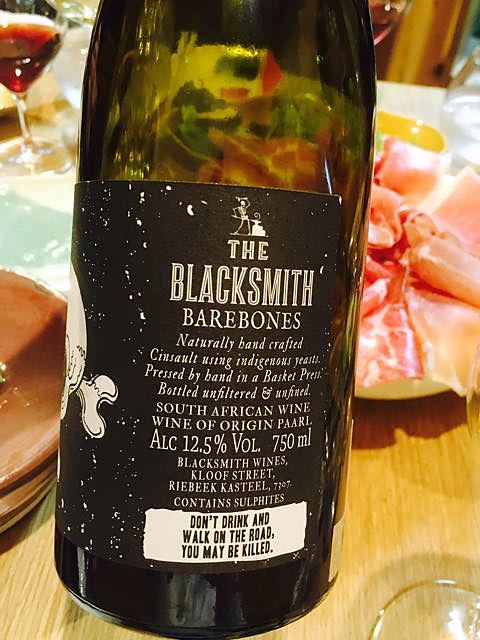 THE
BLACKSMITH
BAREBONES
Naturally hand crafted
Cinsault using indigenous yeasts.
Pressed by hand in a Basket Press.
Bottled unfiltered & unfined.
SOUTH AFRICAN WINE
WINE OF ORIGIN PAARL
ALC 12.5% VOL. 750 ml
BLACKSMITH WINES,
KLOOF STREET,
RIEBEEK KASTEEL, 7307.
CONTAINS SULPHITES
DON'T DRINK AND
WALK ON THE ROAD,
YOU MAY BE KILLED.